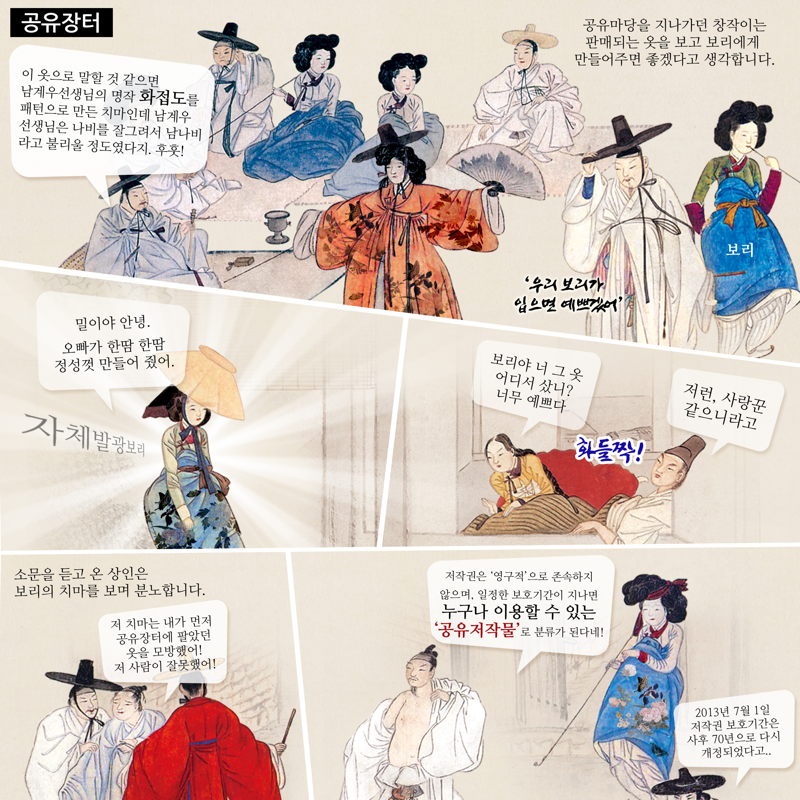 공유장터
공유마당을 지나가던 창작이는
판매되는 옷을 보고 보리에게
만들어주면 좋겠다고 생각합니다.
이 옷으로 말할 것 같으면
남계우선생님의 명작 화접도를
패턴으로 만든 치마인데 남계우
선생님은 나비를 잘그려서 남나비
라고 불리울 정도였다지. 후훗!
보리
'우리 보리가
입으면 예쁘겠어'
밀이야 안녕.
오빠가 한땀 한땀
정성껏 만들어 줬어.
자체발광보리
보리야 너 그 옷
어디서 샀니?
너무 예쁘다
저런, 사랑꾼
같으니라고
화들짝!
소문을 듣고 온 상인은
보리의 치마를 보며 분노합니다.
저 치마는 내가 먼저
공유장터에 팔았던
옷을 모방했어!
저 사람이 잘못했어!
저작권은 '영구적'으로 존속하지
않으며, 일정한 보호기간이 지나면
누구나 이용할 수 있는
'공유저작물'로 분류가 된다네!
2013년 7월 1일
저작권 보호기간은
사후 70년으로 다시
개정되었다고..